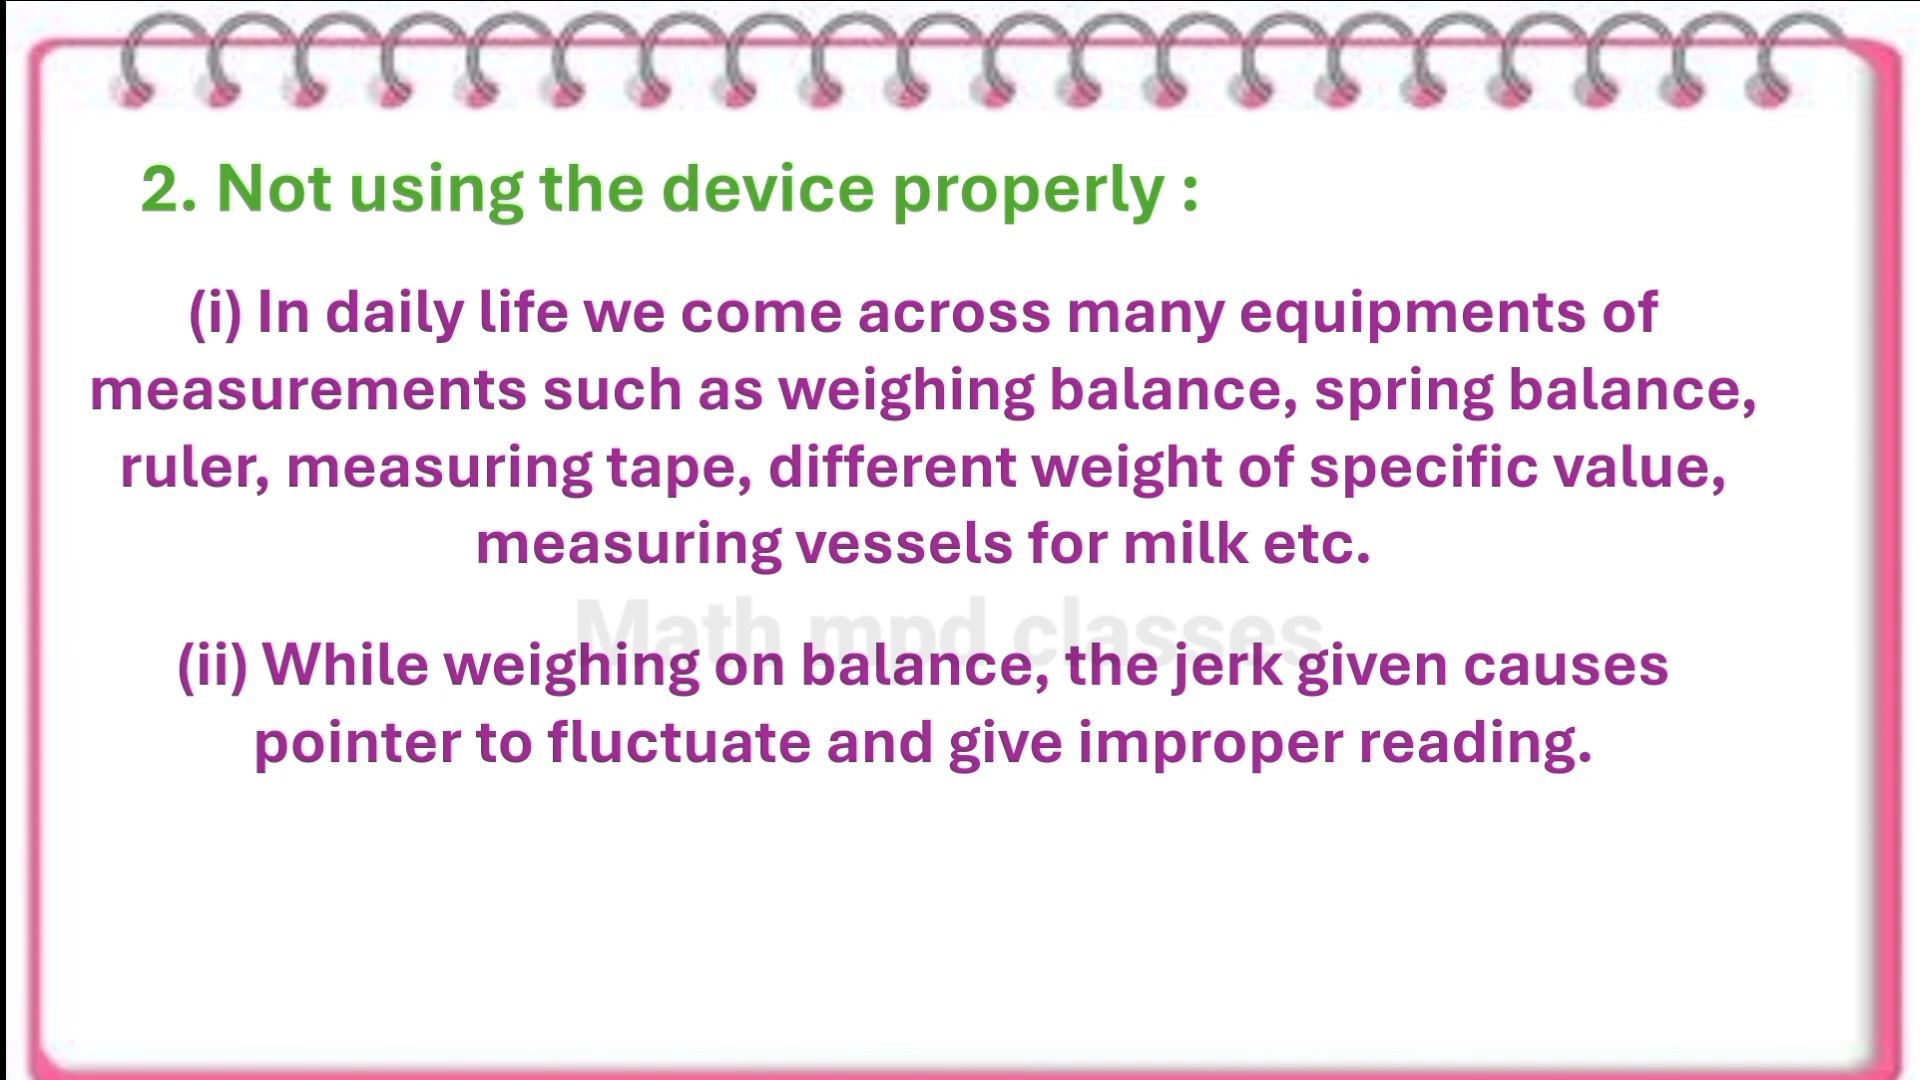 2. Not using the device properly :
(i) In daily life we come across many equipments of
measurements such as weighing balance, spring balance,
ruler, measuring tape, different weight of specific value,
measuring vessels for milk etc.
Math mpd classes
(ii) While weighing on balance, the jerk given causes
pointer to fluctuate and give improper reading.